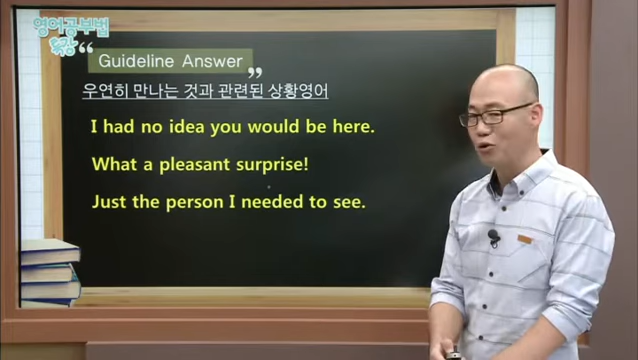 영어공부법
특강
“Guideline Answer”
우연히 만나는 것과 관련된 상황영어
I had no idea you would be here.
What a pleasant surprise!
Just the person I needed to see.